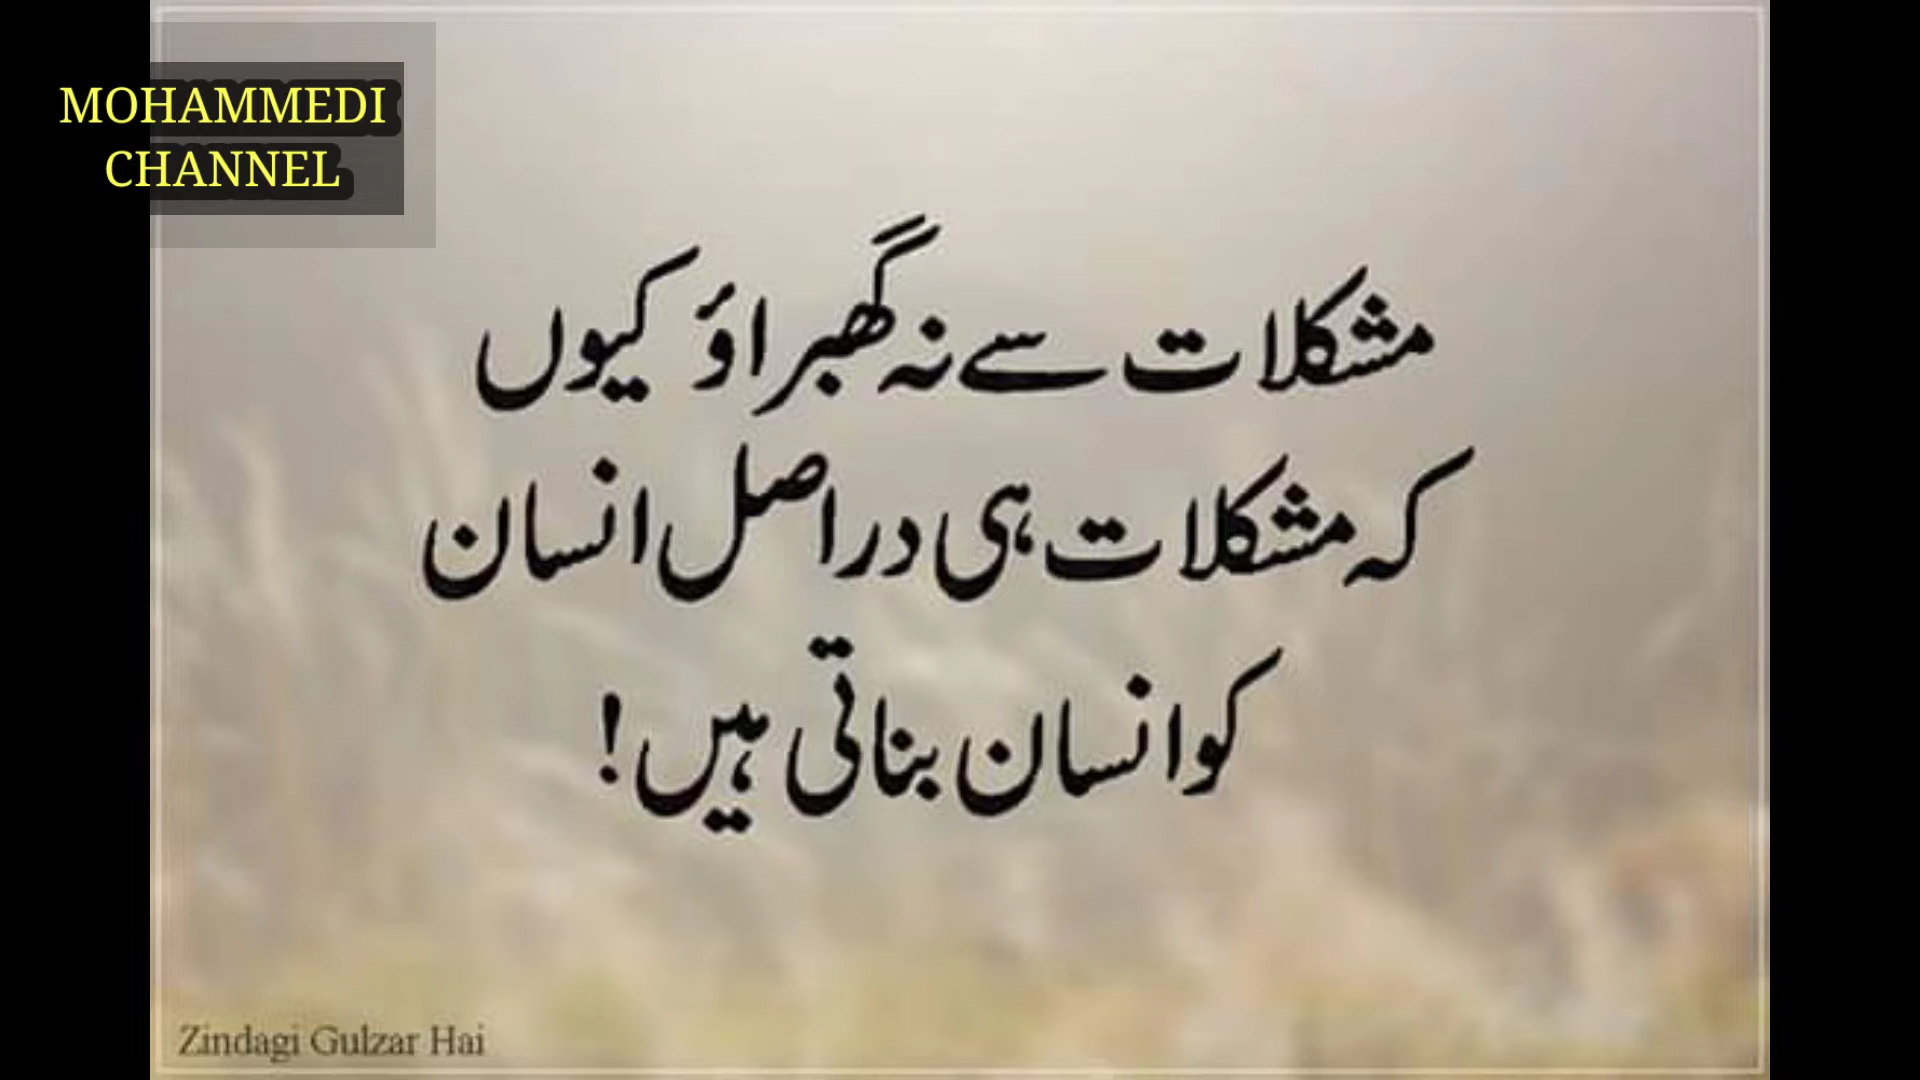 MOHAMMEDI
CHANNEL
مشکلات سے نہ گھبراؤ کیوں
کہ مشکلات ہی دراصل انسان
کو انسان بناتی ہیں!
Zindagi Gulzar Hai